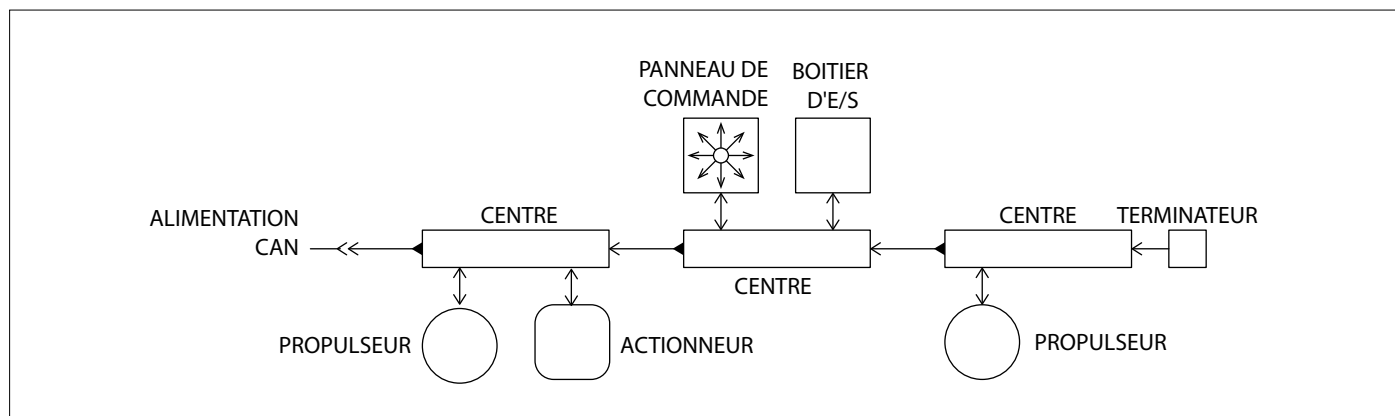 PANNEAU DE
COMMANDE
BOITIER
D'E/S
ALIMENTATION
CAN
CENTRE
CENTRE
CENTRE
TERMINATEUR
PROPULSEUR
ACTIONNEUR
PROPULSEUR